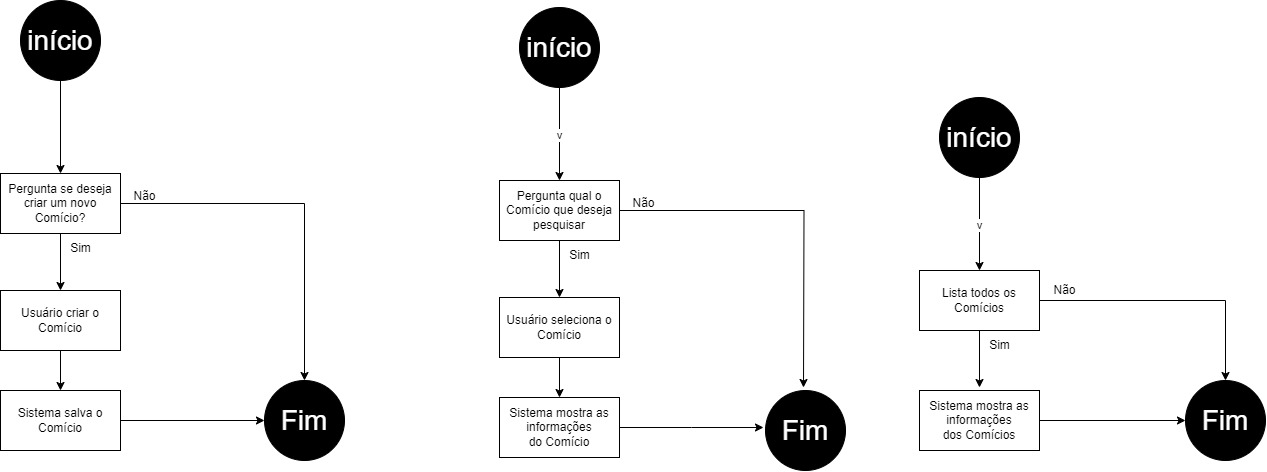 início
Pergunta se deseja
criar um novo
Comício?
Não
Sim
Usuário criar o
Comício
Sistema salva o
Comício
Fim
início
v
Pergunta qual o
Comício que deseja
pesquisar
Não
Sim
Usuário seleciona o
Comício
Sistema mostra as
informações
do Comício
Fim
início
v
Lista todos os
Comícios
Não
Sim
Sistema mostra as
informações
dos Comícios
Fim